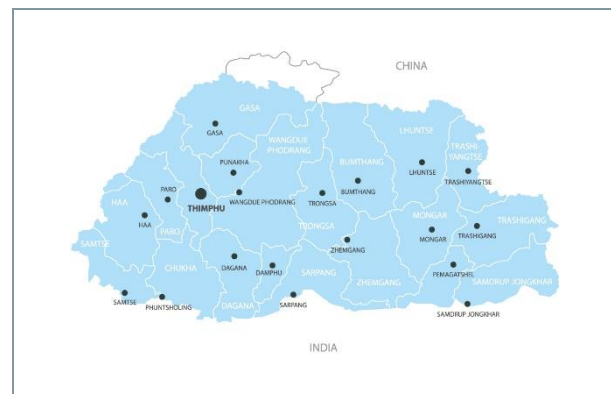 CHINA
GASA
GASA
WANGDUE
PHODRANG
LHUNTSE
TRASHI
YANGTSE
PUNAKHA
BUMTHANG
LHUNTSE
TRASHIYANGTSE
PARO
THIMPHU
WANGDUE PHODRANG
TRONGSA
BUMTHANG
HAA
HAA
PARO
TRONGSA
MONGAR
MONGAR
TRASHIGANG
TRASHIGANG
SAMTSE
ZHEMGANG
CHUKHA
DAGANA
DAMPHU
SARPANG
ZHEMGANG
PEMAGATSHEL
SAMDRUP JONGKHAR
SAMTSE
PHUNTSHOLING
DAGANA
SARPANG
SAMDRUP JONGKHAR
INDIA